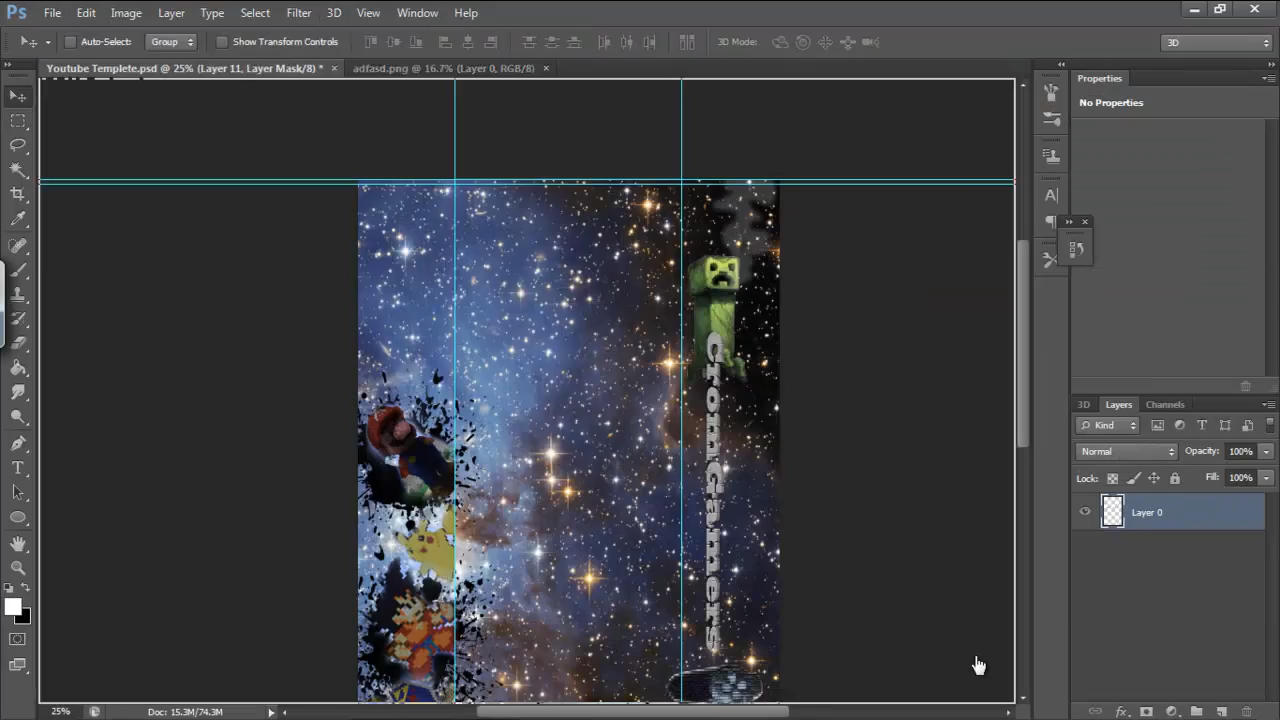 Ps File Edit Image Layer Type Select Filter 3D View Window Help
Auto-Select: Group Show Transform Controls 3D Mode: 3D
Youtube Templete.psd @ 25% (Layer 11, Layer Mask/8) * × adfasd.png @ 16.7% (Layer 0, RGB/8) ×
Properties
No Properties
CromGamers
3D Layers Channels
Kind
Normal Opacity: 100%
Lock: Fill: 100%
Layer 0
25% Doc: 15.3M/74.3M